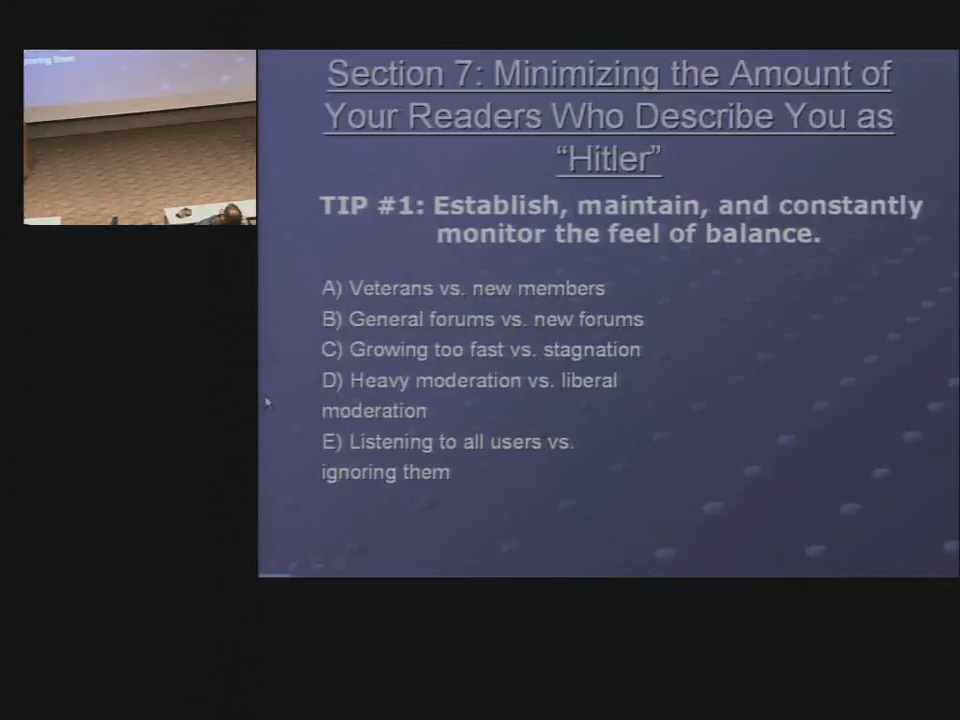 ignoring them
Section 7: Minimizing the Amount of
Your Readers Who Describe You as
“Hitler”
TIP #1: Establish, maintain, and constantly
monitor the feel of balance.
A) Veterans vs. new members
B) General forums vs. new forums
C) Growing too fast vs. stagnation
D) Heavy moderation vs. liberal
moderation
E) Listening to all users vs.
ignoring them